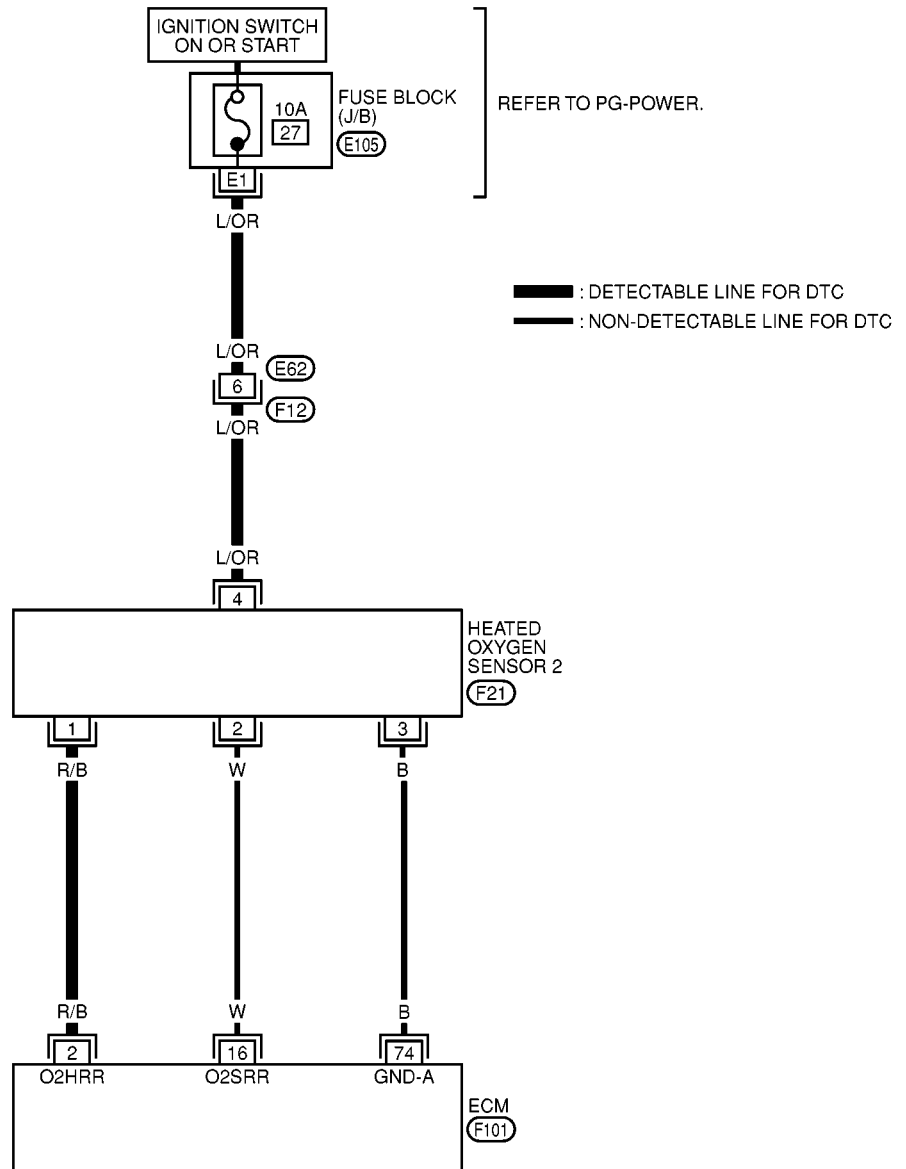 IGNITION SWITCH
ON OR START
FUSE BLOCK
(J/B)
E105
10A
27
REFER TO PG-POWER.
E1
L/OR
: DETECTABLE LINE FOR DTC
: NON-DETECTABLE LINE FOR DTC
L/OR
E62
6
F12
L/OR
L/OR
4
HEATED
OXYGEN
SENSOR 2
F21
1 2 3
R/B W B
R/B W B
2 16 74
O2HRR O2SRR GND-A
ECM
F101